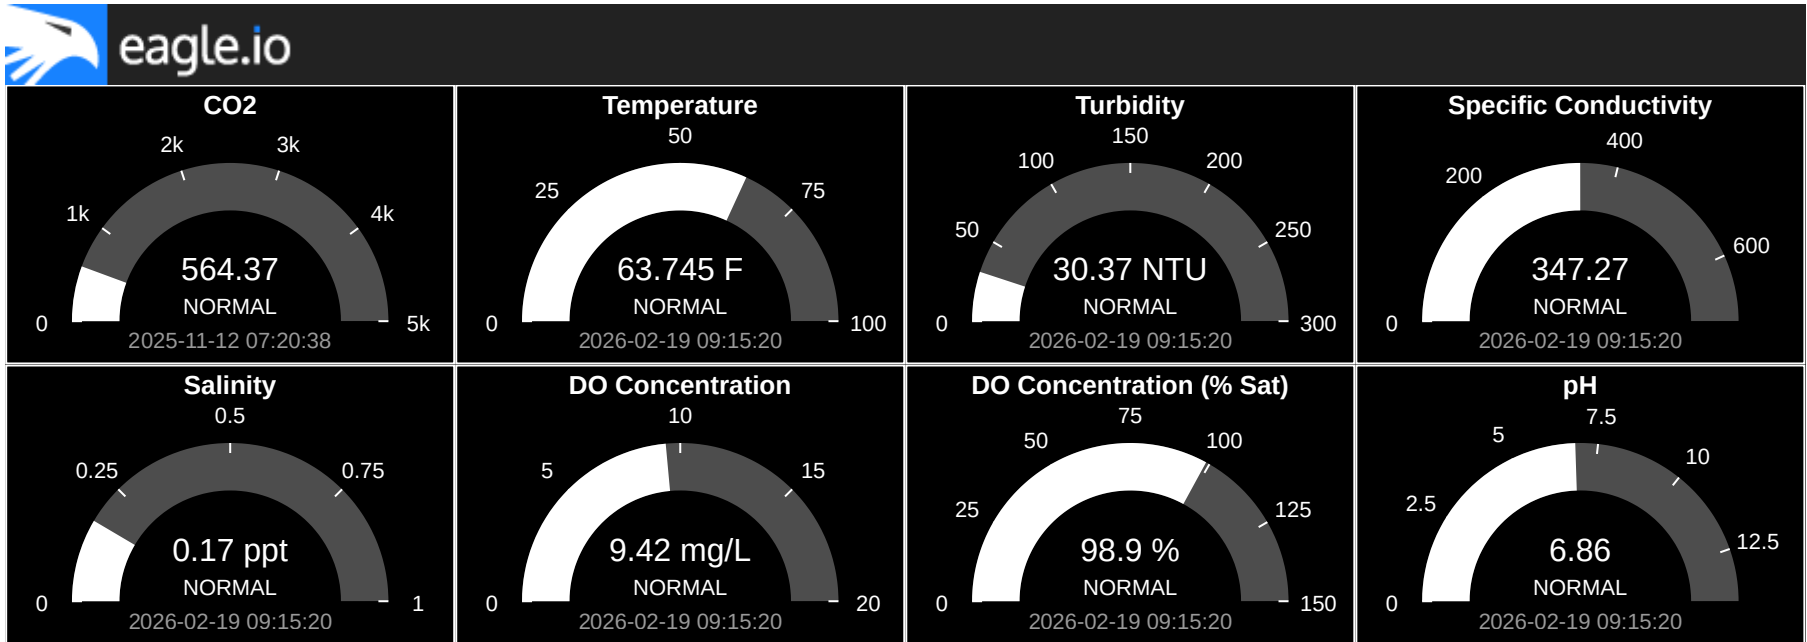 eagle.io
CO2
0
1k
2k
3k
4k
5k
564.37
NORMAL
2025-11-12 07:20:38
Temperature
0
25
50
75
100
63.745 F
NORMAL
2026-02-19 09:15:20
Turbidity
0
50
100
150
200
250
300
30.37 NTU
NORMAL
2026-02-19 09:15:20
Specific Conductivity
0
200
400
600
347.27
NORMAL
2026-02-19 09:15:20
Salinity
0
0.25
0.5
0.75
1
0.17 ppt
NORMAL
2026-02-19 09:15:20
DO Concentration
0
5
10
15
20
9.42 mg/L
NORMAL
2026-02-19 09:15:20
DO Concentration (% Sat)
0
25
50
75
100
125
150
98.9 %
NORMAL
2026-02-19 09:15:20
pH
0
2.5
5
7.5
10
12.5
6.86
NORMAL
2026-02-19 09:15:20